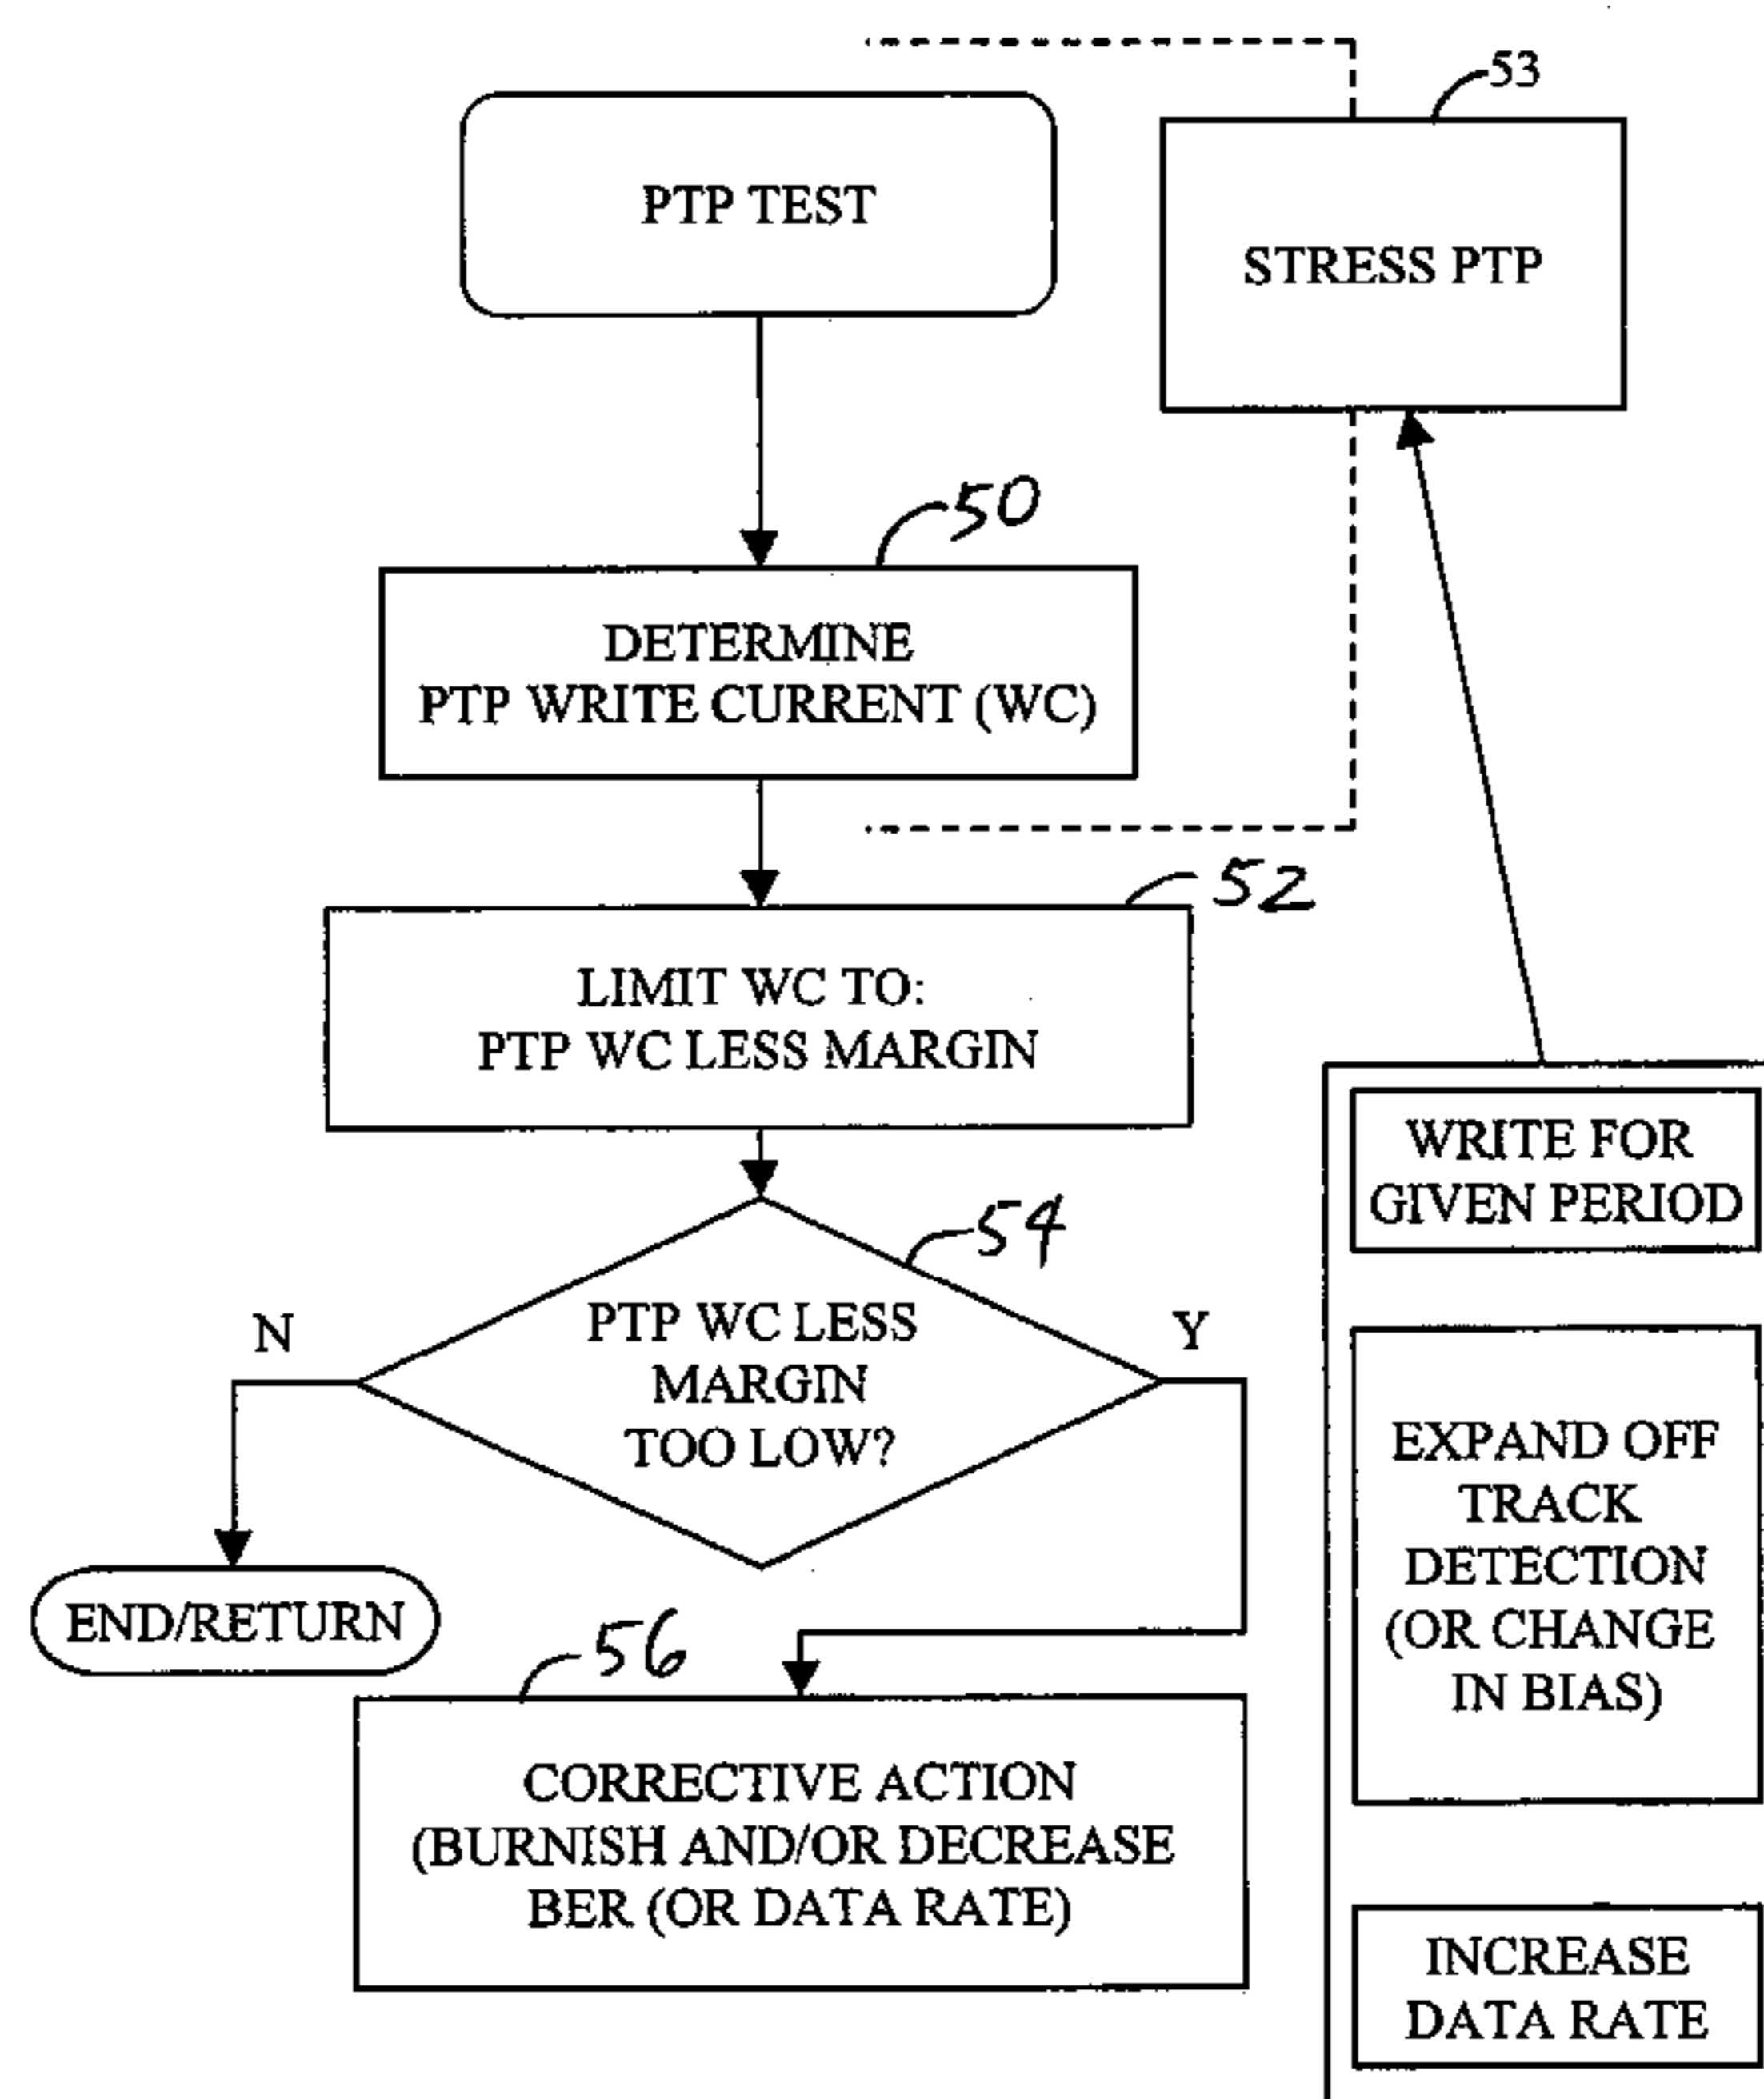 PTP TEST
53
STRESS PTP
50
DETERMINE
PTP WRITE CURRENT (WC)
52
LIMIT WC TO:
PTP WC LESS MARGIN
54
N
PTP WC LESS
MARGIN
TOO LOW?
Y
END/RETURN
56
CORRECTIVE ACTION
(BURNISH AND/OR DECREASE
BER (OR DATA RATE)
WRITE FOR
GIVEN PERIOD
EXPAND OFF
TRACK
DETECTION
(OR CHANGE
IN BIAS)
INCREASE
DATA RATE